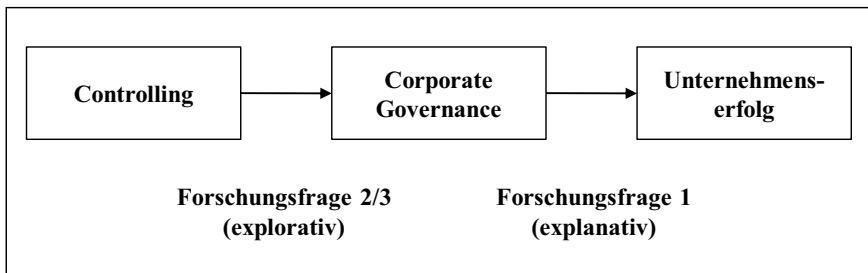 Controlling
Corporate
Governance
Unternehmens-
erfolg
Forschungsfrage 2/3
(explorativ)
Forschungsfrage 1
(explanativ)